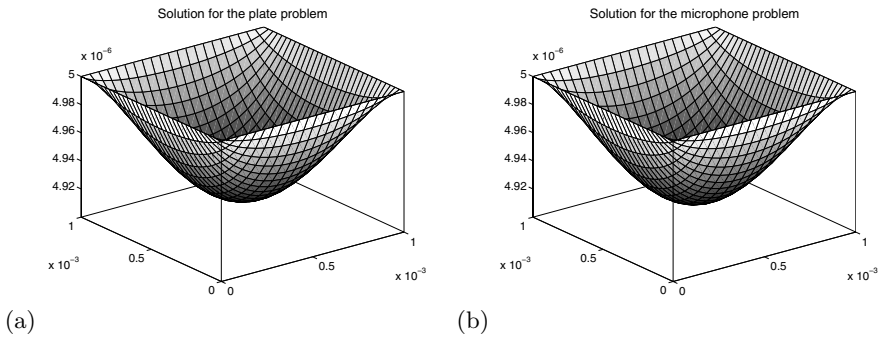 Solution for the plate problem
x 10⁻⁶
5
4.98
4.96
4.94
4.92
1
0.5
x 10⁻³
0
0
0.5
1
x 10⁻³
(a)
Solution for the microphone problem
x 10⁻⁶
5
4.98
4.96
4.94
4.92
1
0.5
x 10⁻³
0
0
0.5
1
x 10⁻³
(b)